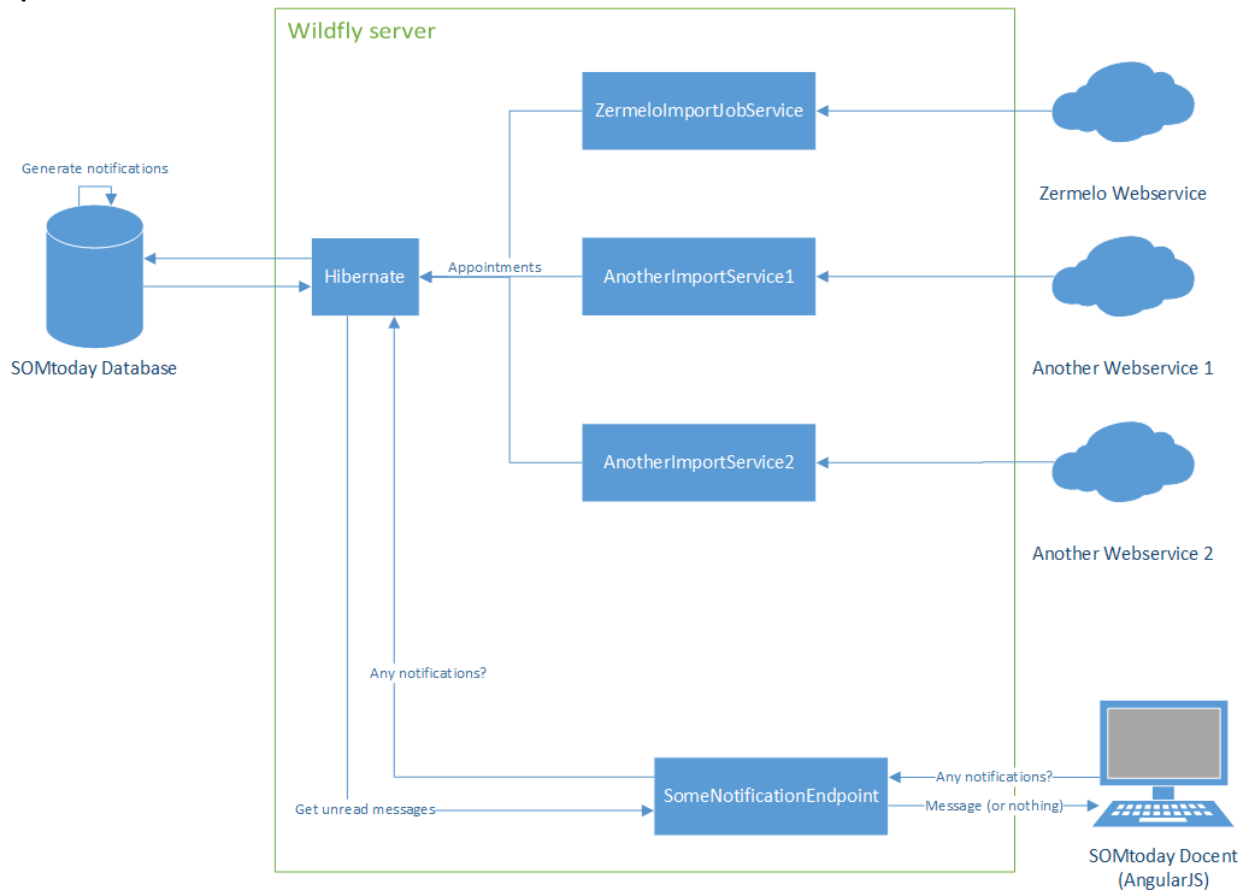 Wildfly server
ZermeloImportJobService
Zermelo Webservice
Generate notifications
Hibernate
Appointments
AnotherImportService1
SOMtoday Database
Another Webservice 1
AnotherImportService2
Another Webservice 2
Any notifications?
Any notifications?
SomeNotificationEndpoint
Get unread messages
Message (or nothing)
SOMtoday Docent
(AngularJS)